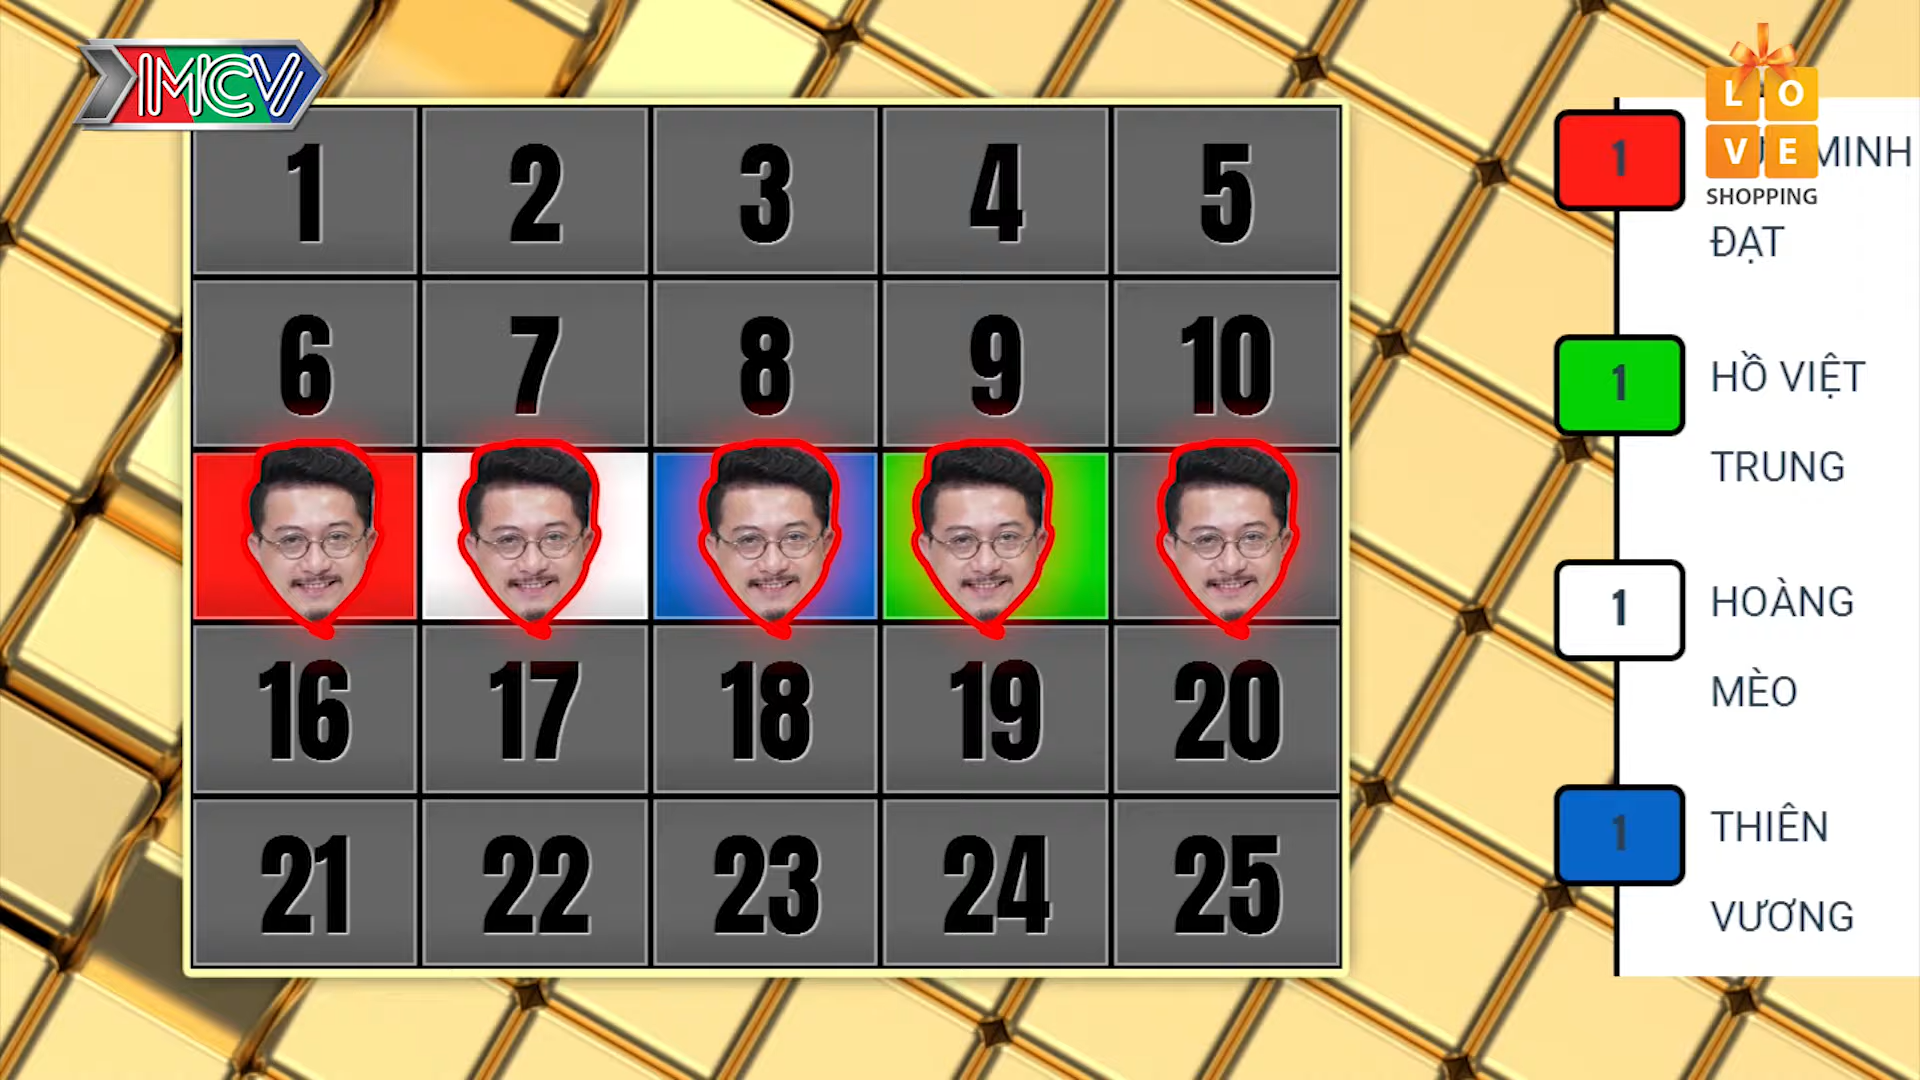 MCV
1 2 3 4 5
6 7 8 9 10
16 17 18 19 20
21 22 23 24 25
LOVE
SHOPPING
1 MINH
ĐẠT
1 HỒ VIỆT
TRUNG
1 HOÀNG
MÈO
1 THIÊN
VƯƠNG